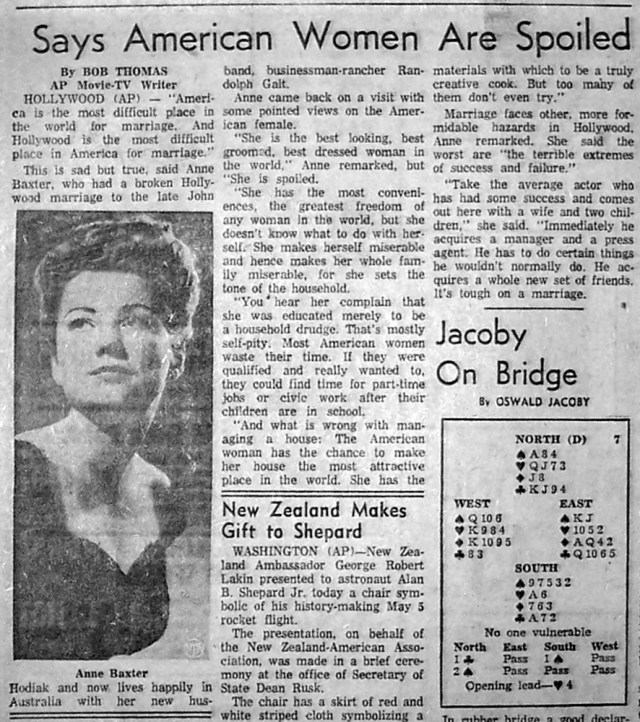 Says American Women Are Spoiled
By BOB THOMAS
AP Movie-TV Writer
HOLLYWOOD (AP) — "Ameri-
ca is the most difficult place in
the world for marriage. And
Hollywood is the most difficult
place in America for marriage."
This is sad but true, said Anne
Baxter, who had a broken Holly-
wood marriage to the late John
Anne Baxter
Hodiak and now lives happily in
Australia with her new hus-
band, businessman-rancher Ran-
dolph Galt.
Anne came back on a visit with
some pointed views on the Amer-
ican female.
"She is the best looking, best
groomed, best dressed woman in
the world," Anne remarked, but
"She is spoiled.
"She has the most conveni-
ences, the greatest freedom of
any woman in the world, but she
doesn't know what to do with her-
self. She makes herself miserable
and hence makes her whole fam-
ily miserable, for she sets the
tone of the household.
"You hear her complain that
she was educated merely to be
a household drudge. That's mostly
self-pity. Most American women
waste their time. If they were
qualified and really wanted to,
they could find time for part-time
jobs or civic work after their
children are in school.
"And what is wrong with man-
aging a house: The American
woman has the chance to make
her house the most attractive
place in the world. She has the
materials with which to be a truly
creative cook. But too many of
them don't even try."
Marriage faces other, more for-
midable hazards in Hollywood,
Anne remarked. She said the
worst are "the terrible extremes
of success and failure."
"Take the average actor who
has had some success and comes
out here with a wife and two chil-
dren," she said. "Immediately he
acquires a manager and a press
agent. He has to do certain things
he wouldn't normally do. He ac-
quires a whole new set of friends.
It's tough on a marriage.
New Zealand Makes
Gift to Shepard
WASHINGTON (AP)—New Zea-
land Ambassador George Robert
Lakin presented to astronaut Alan
B. Shepard Jr. today a chair sym-
bolic of his history-making May 5
rocket flight.
The presentation, on behalf of
the New Zealand-American Asso-
ciation, was made in a brief cere-
mony at the office of Secretary of
State Dean Rusk.
The chair has a skirt of red and
white striped cloth symbolizing a
Jacoby
On Bridge
By OSWALD JACOBY
NORTH (D) 7
♠ A 8 4
♥ Q J 7 3
♦ J 8
♣ K J 9 4
WEST EAST
♠ Q 10 6 ♠ K J
♥ K 9 8 4 ♥ 10 5 2
♦ K 10 9 5 ♦ A Q 4 2
♣ 8 3 ♣ Q 10 6 5
SOUTH
♠ 9 7 5 3 2
♥ A 6
♦ 7 6 3
♣ A 7 2
No one vulnerable
North East South West
1 ♣ Pass 1 ♠ Pass
2 ♠ Pass Pass Pass
Opening lead—♥ 4
In rubber bridge a good declar-